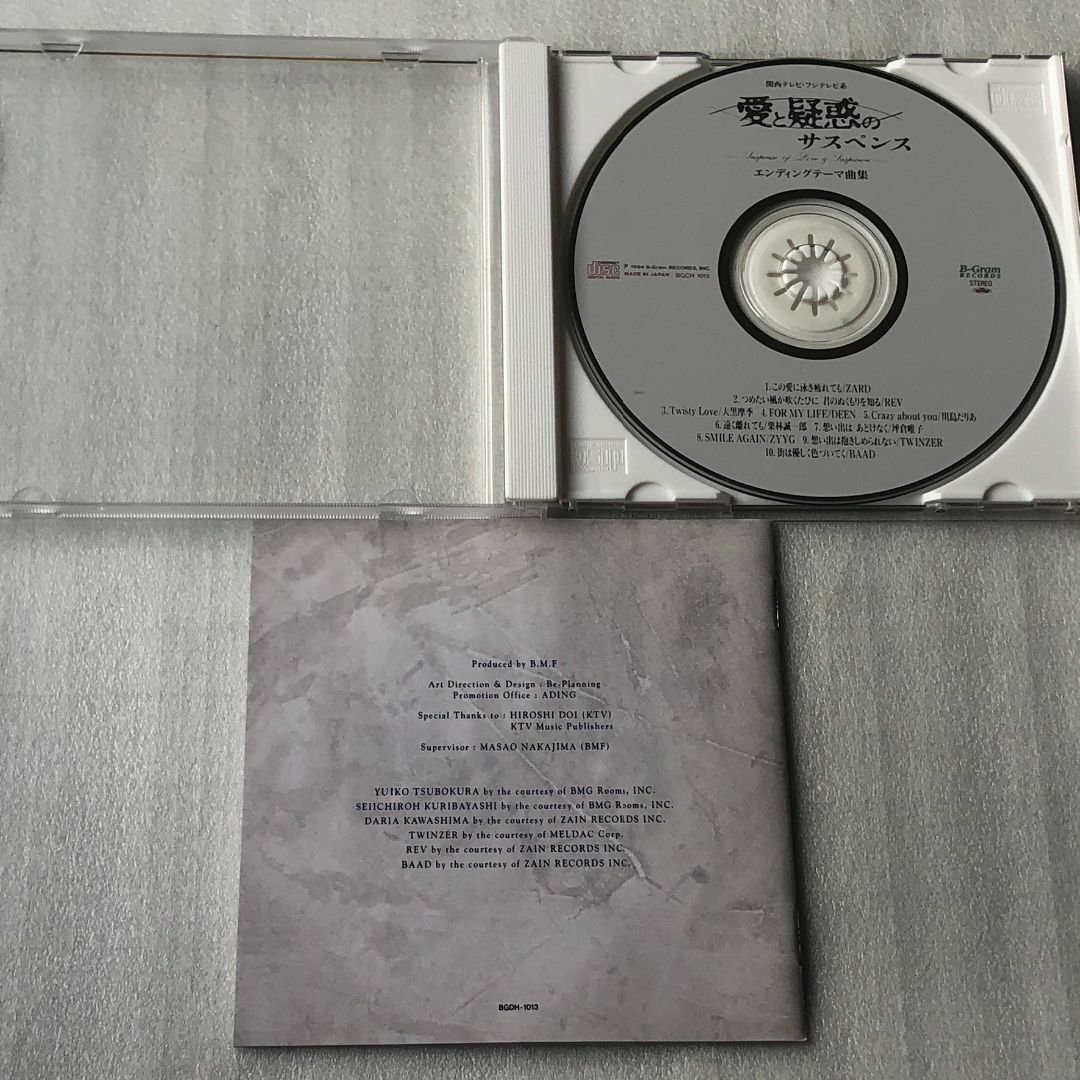 関西テレビ・フジテレビ系
愛と疑惑の
サスペンス
Suspense of Love & Suspicion
エンディングテーマ曲集
disc
DIGITAL AUDIO
℗ 1994 B-Gram RECORDS, INC.
MADE IN JAPAN BGCH 1013
B-Gram
RECORDS
STEREO
1.この愛に泳ぎ疲れても/ZARD
2.つめたい風が吹くたびに 君のぬくもりを知る/REV
3.Twisty Love/大黒摩季 4.FOR MY LIFE/DEEN 5.Crazy about you/川島だりあ
6.遠く離れても/栗林誠一郎 7.想い出は あどけなく/坪倉唯子
8.SMILE AGAIN/ZYYG 9.想い出は抱きしめられない/TWINZER
10.街は優しく色づいてく/BAAD
Produced by B.M.F
Art Direction & Design : Be-Planning
Promotion Office : ADING
Special Thanks to : HIROSHI DOI (KTV)
KTV Music Publishers
Supervisor : MASAO NAKAJIMA (BMF)
YUIKO TSUBOKURA by the courtesy of BMG Rooms, INC.
SEIICHIROH KURIBAYASHI by the courtesy of BMG Rooms, INC.
DARIA KAWASHIMA by the courtesy of ZAIN RECORDS INC.
TWINZER by the courtesy of MELDAC Corp.
REV by the courtesy of ZAIN RECORDS INC.
BAAD by the courtesy of ZAIN RECORDS INC.
BGDH-1013